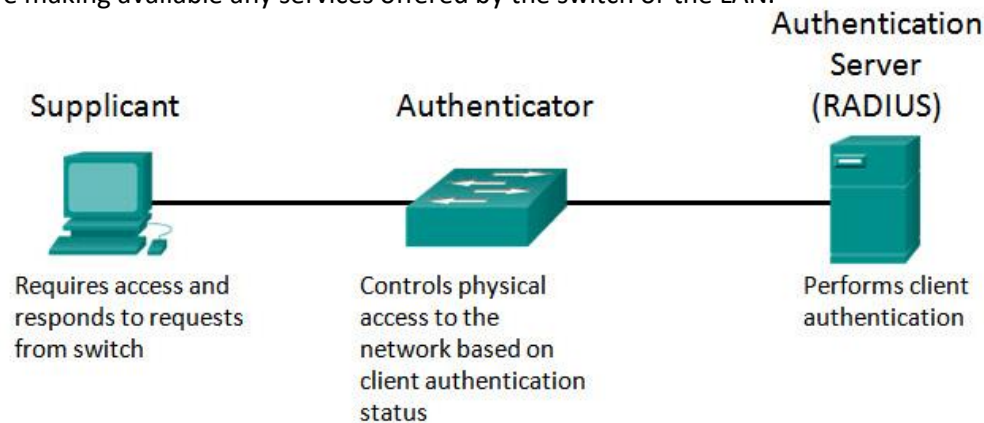 e making available any services offered by the switch or the LAN.
Authentication
Server
(RADIUS)
Supplicant
Authenticator
Requires access and
responds to requests
from switch
Controls physical
access to the
network based on
client authentication
status
Performs client
authentication